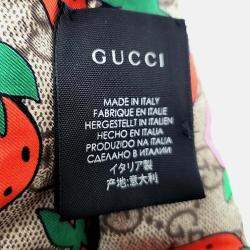 GUCCI
MADE IN ITALY
FABRIQUÉ EN ITALIE
HERGESTELLT IN ITALIEN
HECHO EN ITALIA
PRODUZIDO NA ITALIA
СДЕЛАНО В ИТАЛИИ
イタリア製
产地:意大利